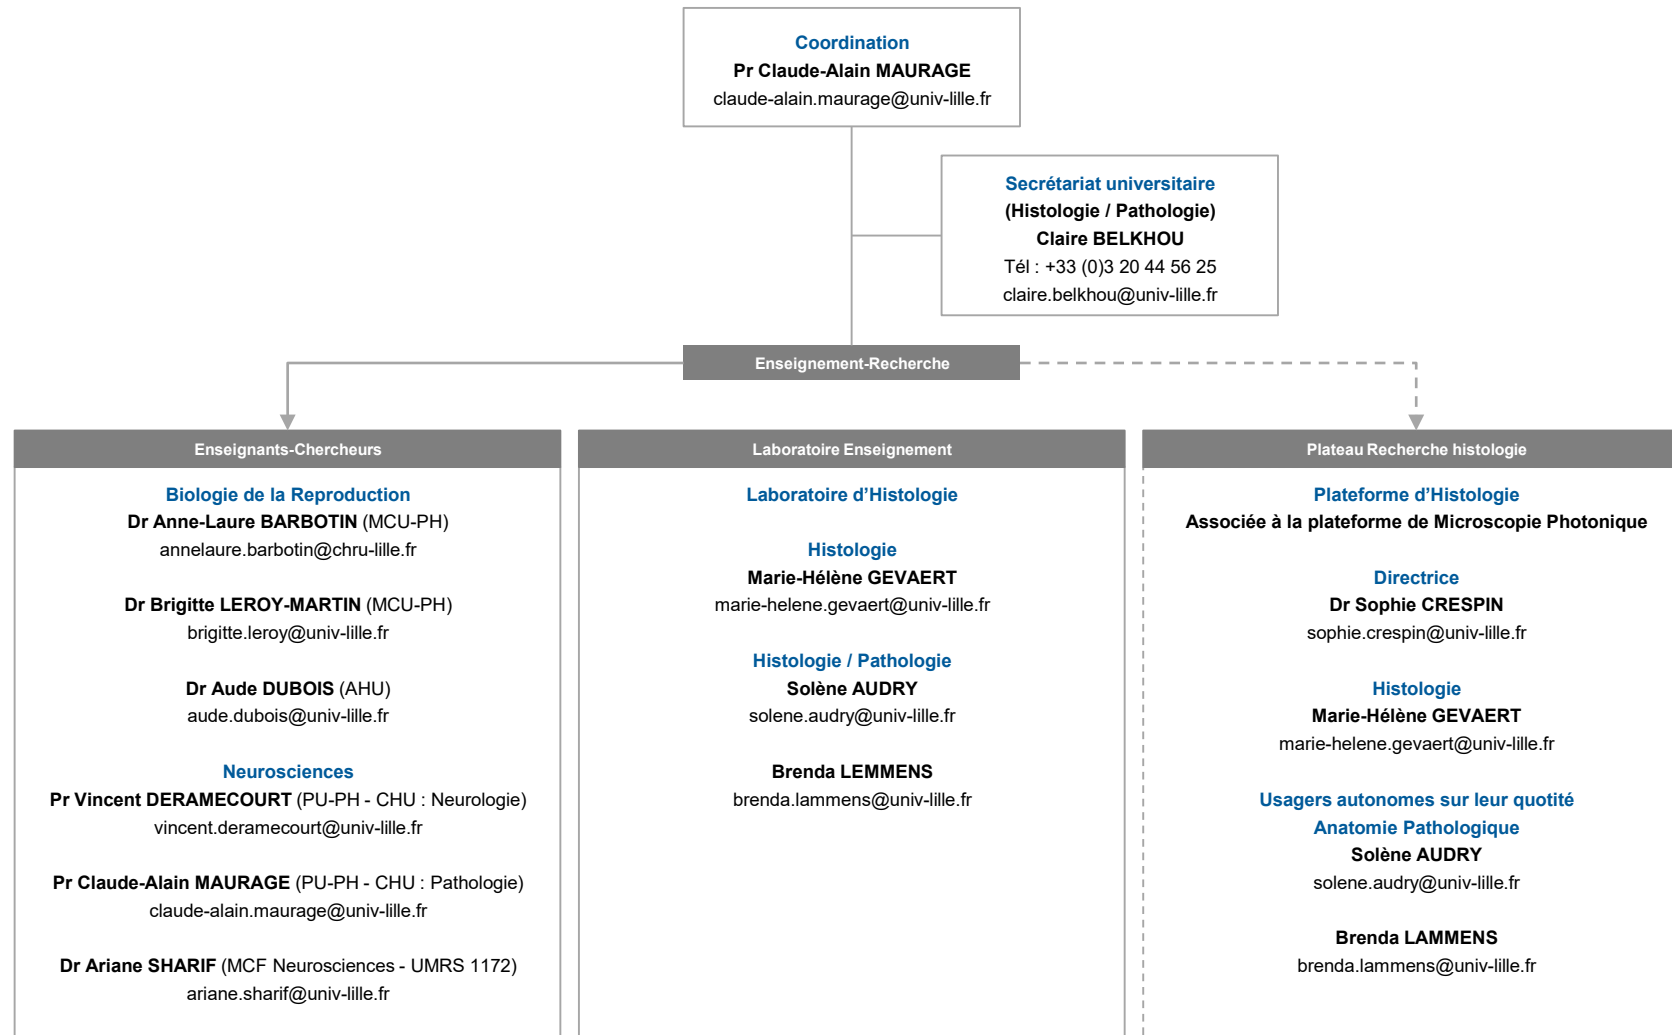 Coordination
Pr Claude-Alain MAURAGE
claude-alain.maurage@univ-lille.fr
Secrétariat universitaire
(Histologie / Pathologie)
Claire BELKHOU
Tél : +33 (0)3 20 44 56 25
claire.belkhou@univ-lille.fr
Enseignement-Recherche
Enseignants-Chercheurs
Biologie de la Reproduction
Dr Anne-Laure BARBOTIN (MCU-PH)
annelaure.barbotin@chru-lille.fr
Dr Brigitte LEROY-MARTIN (MCU-PH)
brigitte.leroy@univ-lille.fr
Dr Aude DUBOIS (AHU)
aude.dubois@univ-lille.fr
Neurosciences
Pr Vincent DERAMECOURT (PU-PH - CHU : Neurologie)
vincent.deramecourt@univ-lille.fr
Pr Claude-Alain MAURAGE (PU-PH - CHU : Pathologie)
claude-alain.maurage@univ-lille.fr
Dr Ariane SHARIF (MCF Neurosciences - UMRS 1172)
ariane.sharif@univ-lille.fr
Laboratoire Enseignement
Laboratoire d’Histologie
Histologie
Marie-Hélène GEVAERT
marie-helene.gevaert@univ-lille.fr
Histologie / Pathologie
Solène AUDRY
solene.audry@univ-lille.fr
Brenda LEMMENS
brenda.lammens@univ-lille.fr
Plateau Recherche histologie
Plateforme d’Histologie
Associée à la plateforme de Microscopie Photonique
Directrice
Dr Sophie CRESPIN
sophie.crespin@univ-lille.fr
Histologie
Marie-Hélène GEVAERT
marie-helene.gevaert@univ-lille.fr
Usagers autonomes sur leur quotité
Anatomie Pathologique
Solène AUDRY
solene.audry@univ-lille.fr
Brenda LAMMENS
brenda.lammens@univ-lille.fr